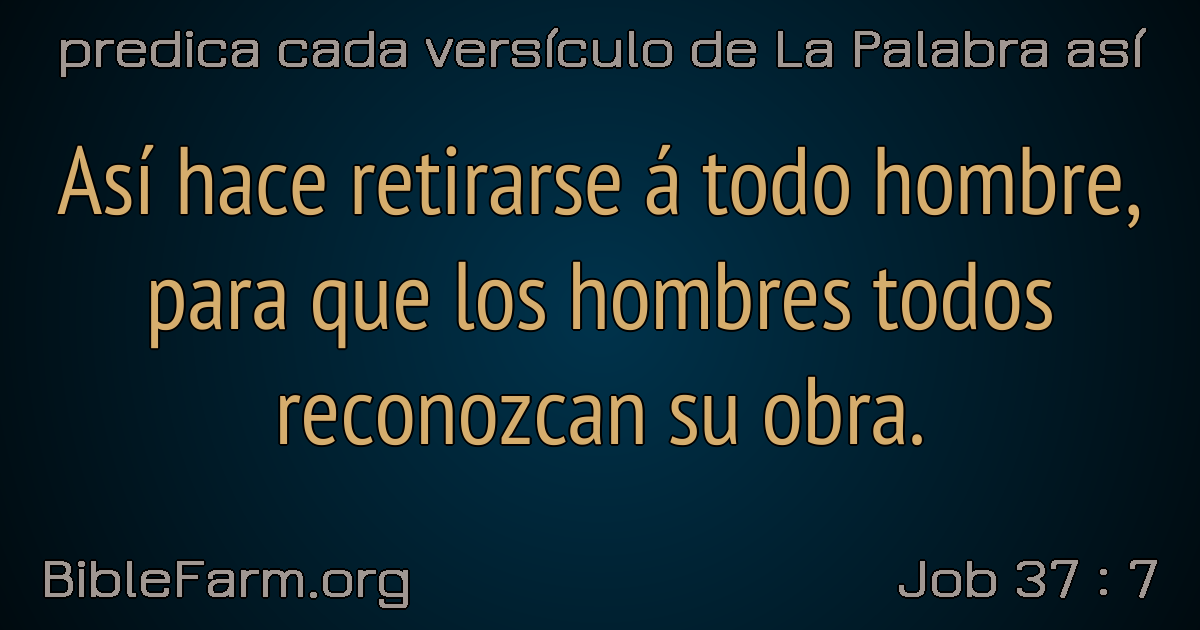 predica cada versículo de La Palabra así
Así hace retirarse á todo hombre,
para que los hombres todos
reconozcan su obra.
BibleFarm.org
Job 37 : 7